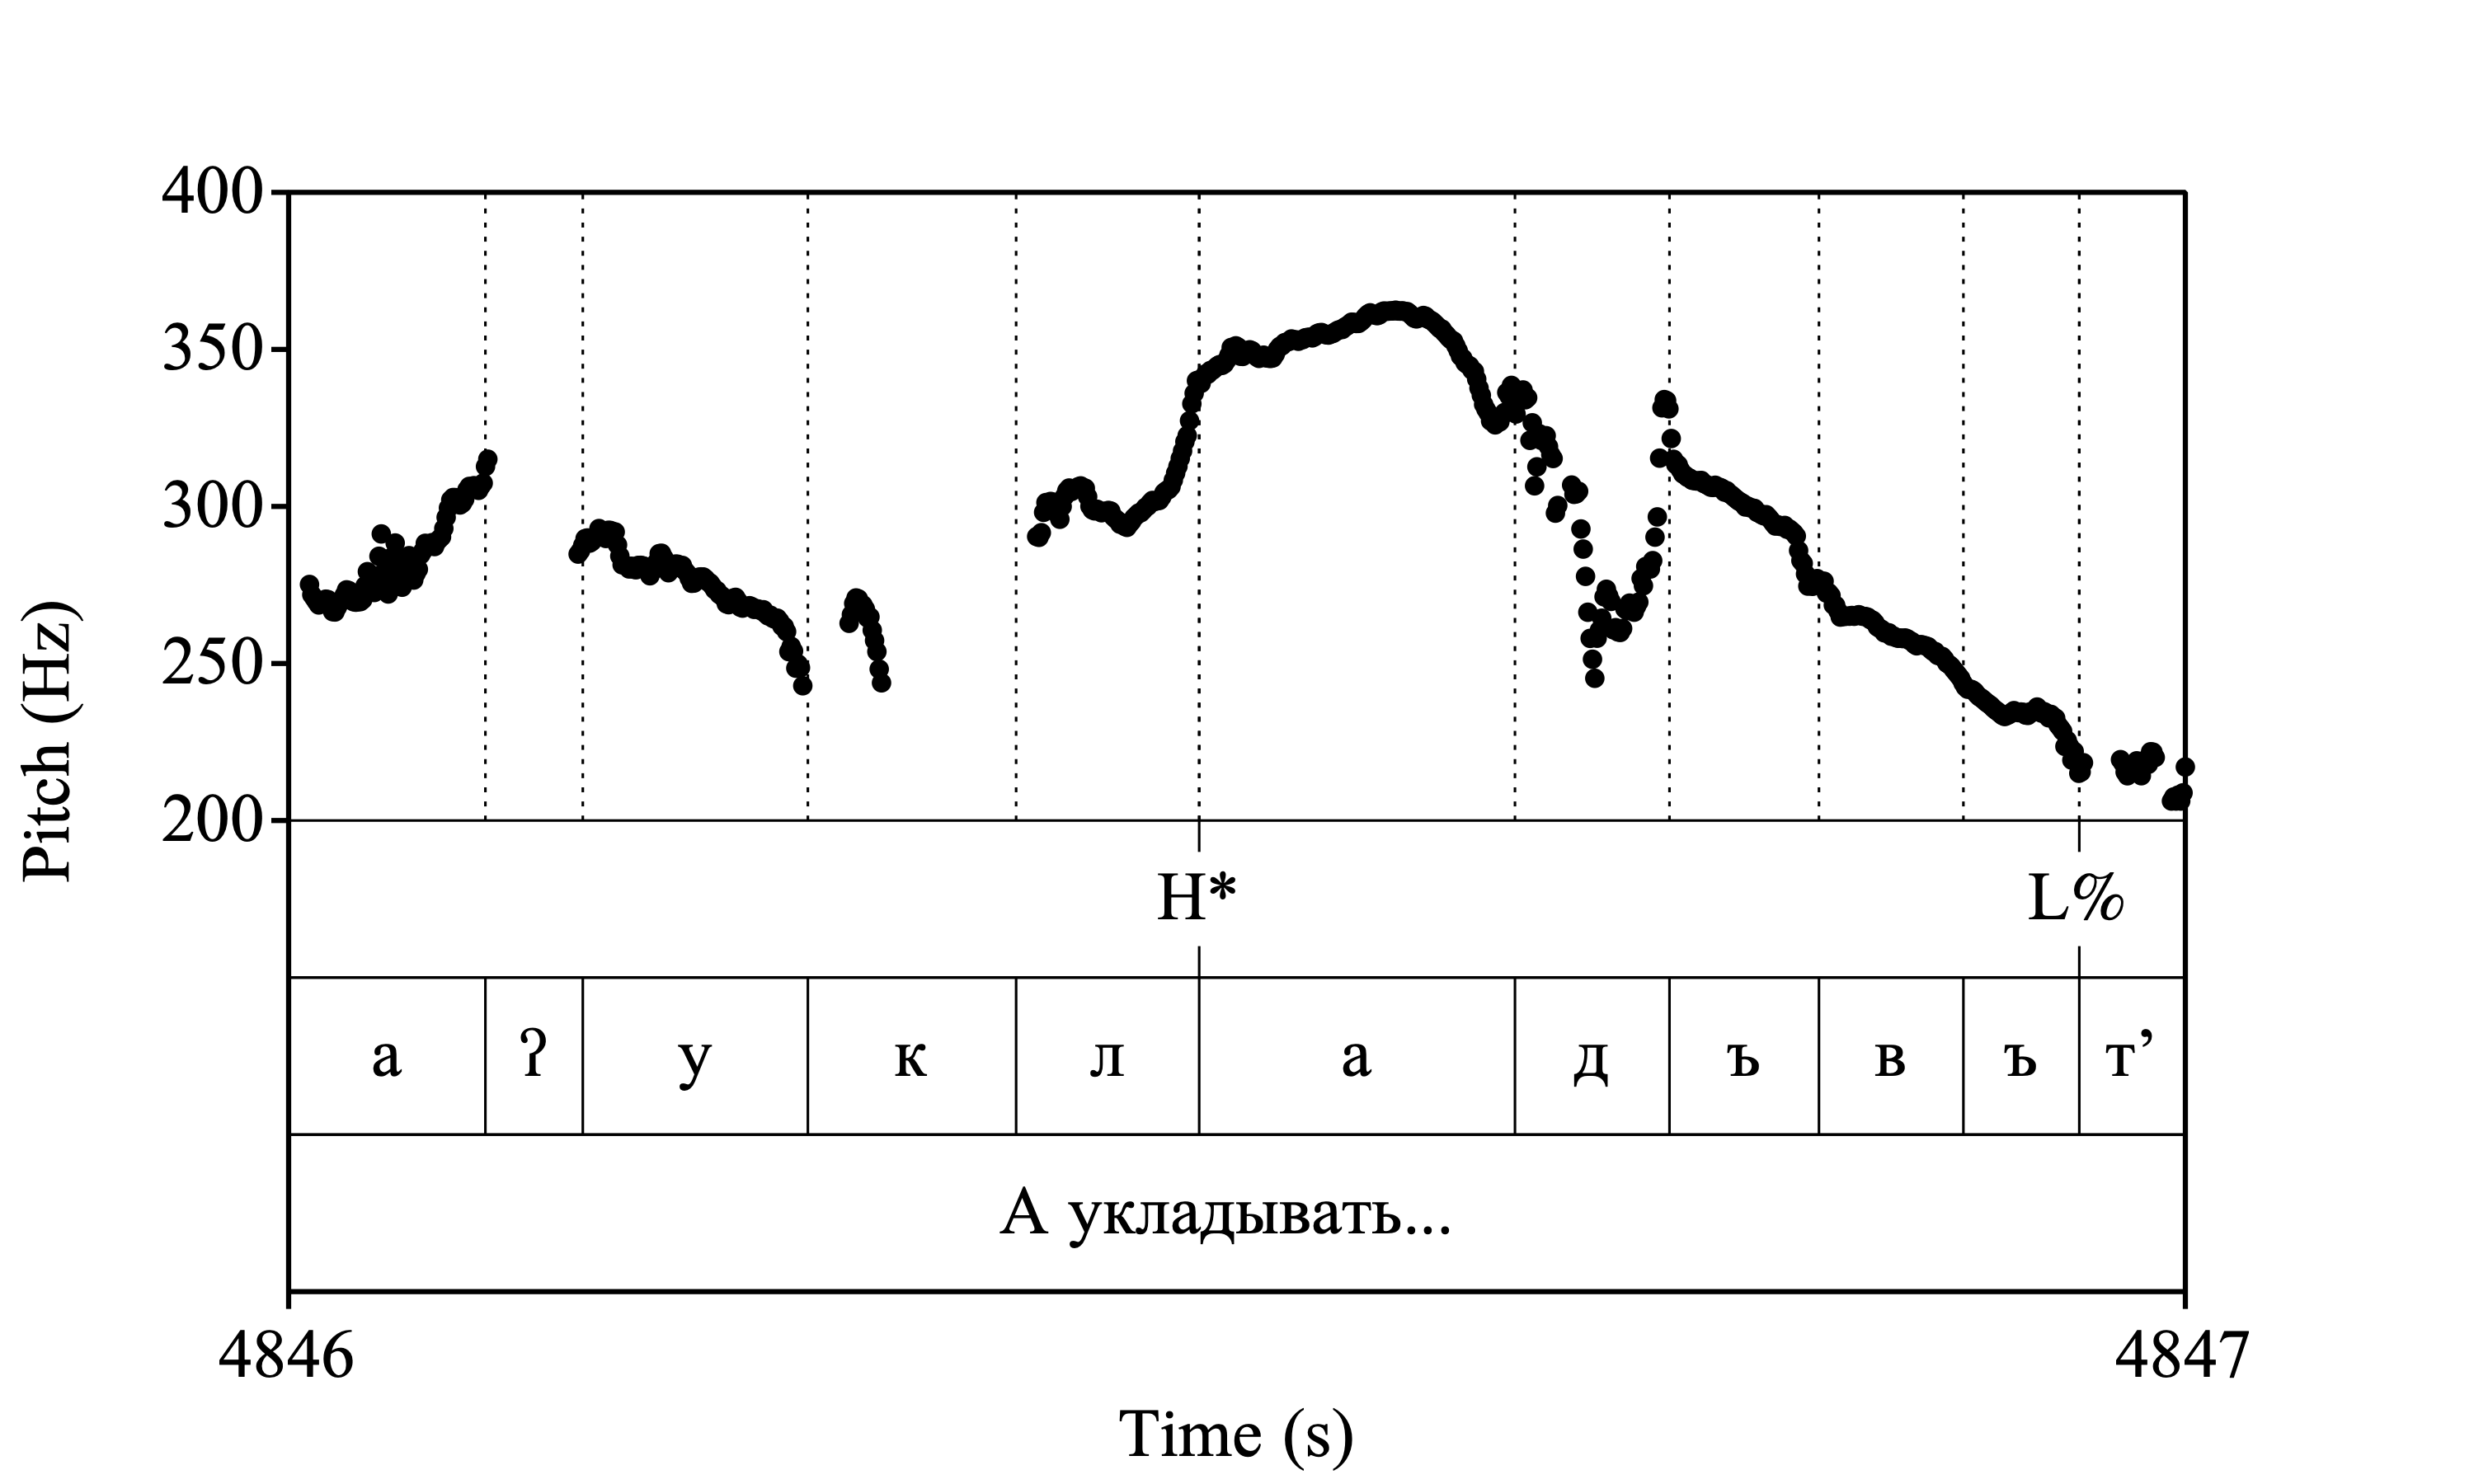 400
350
300
250
200
Pitch (Hz)
H* L%
а ʔ у к л а д ъ в ъ т’
А укладывать...
4846 4847
Time (s)